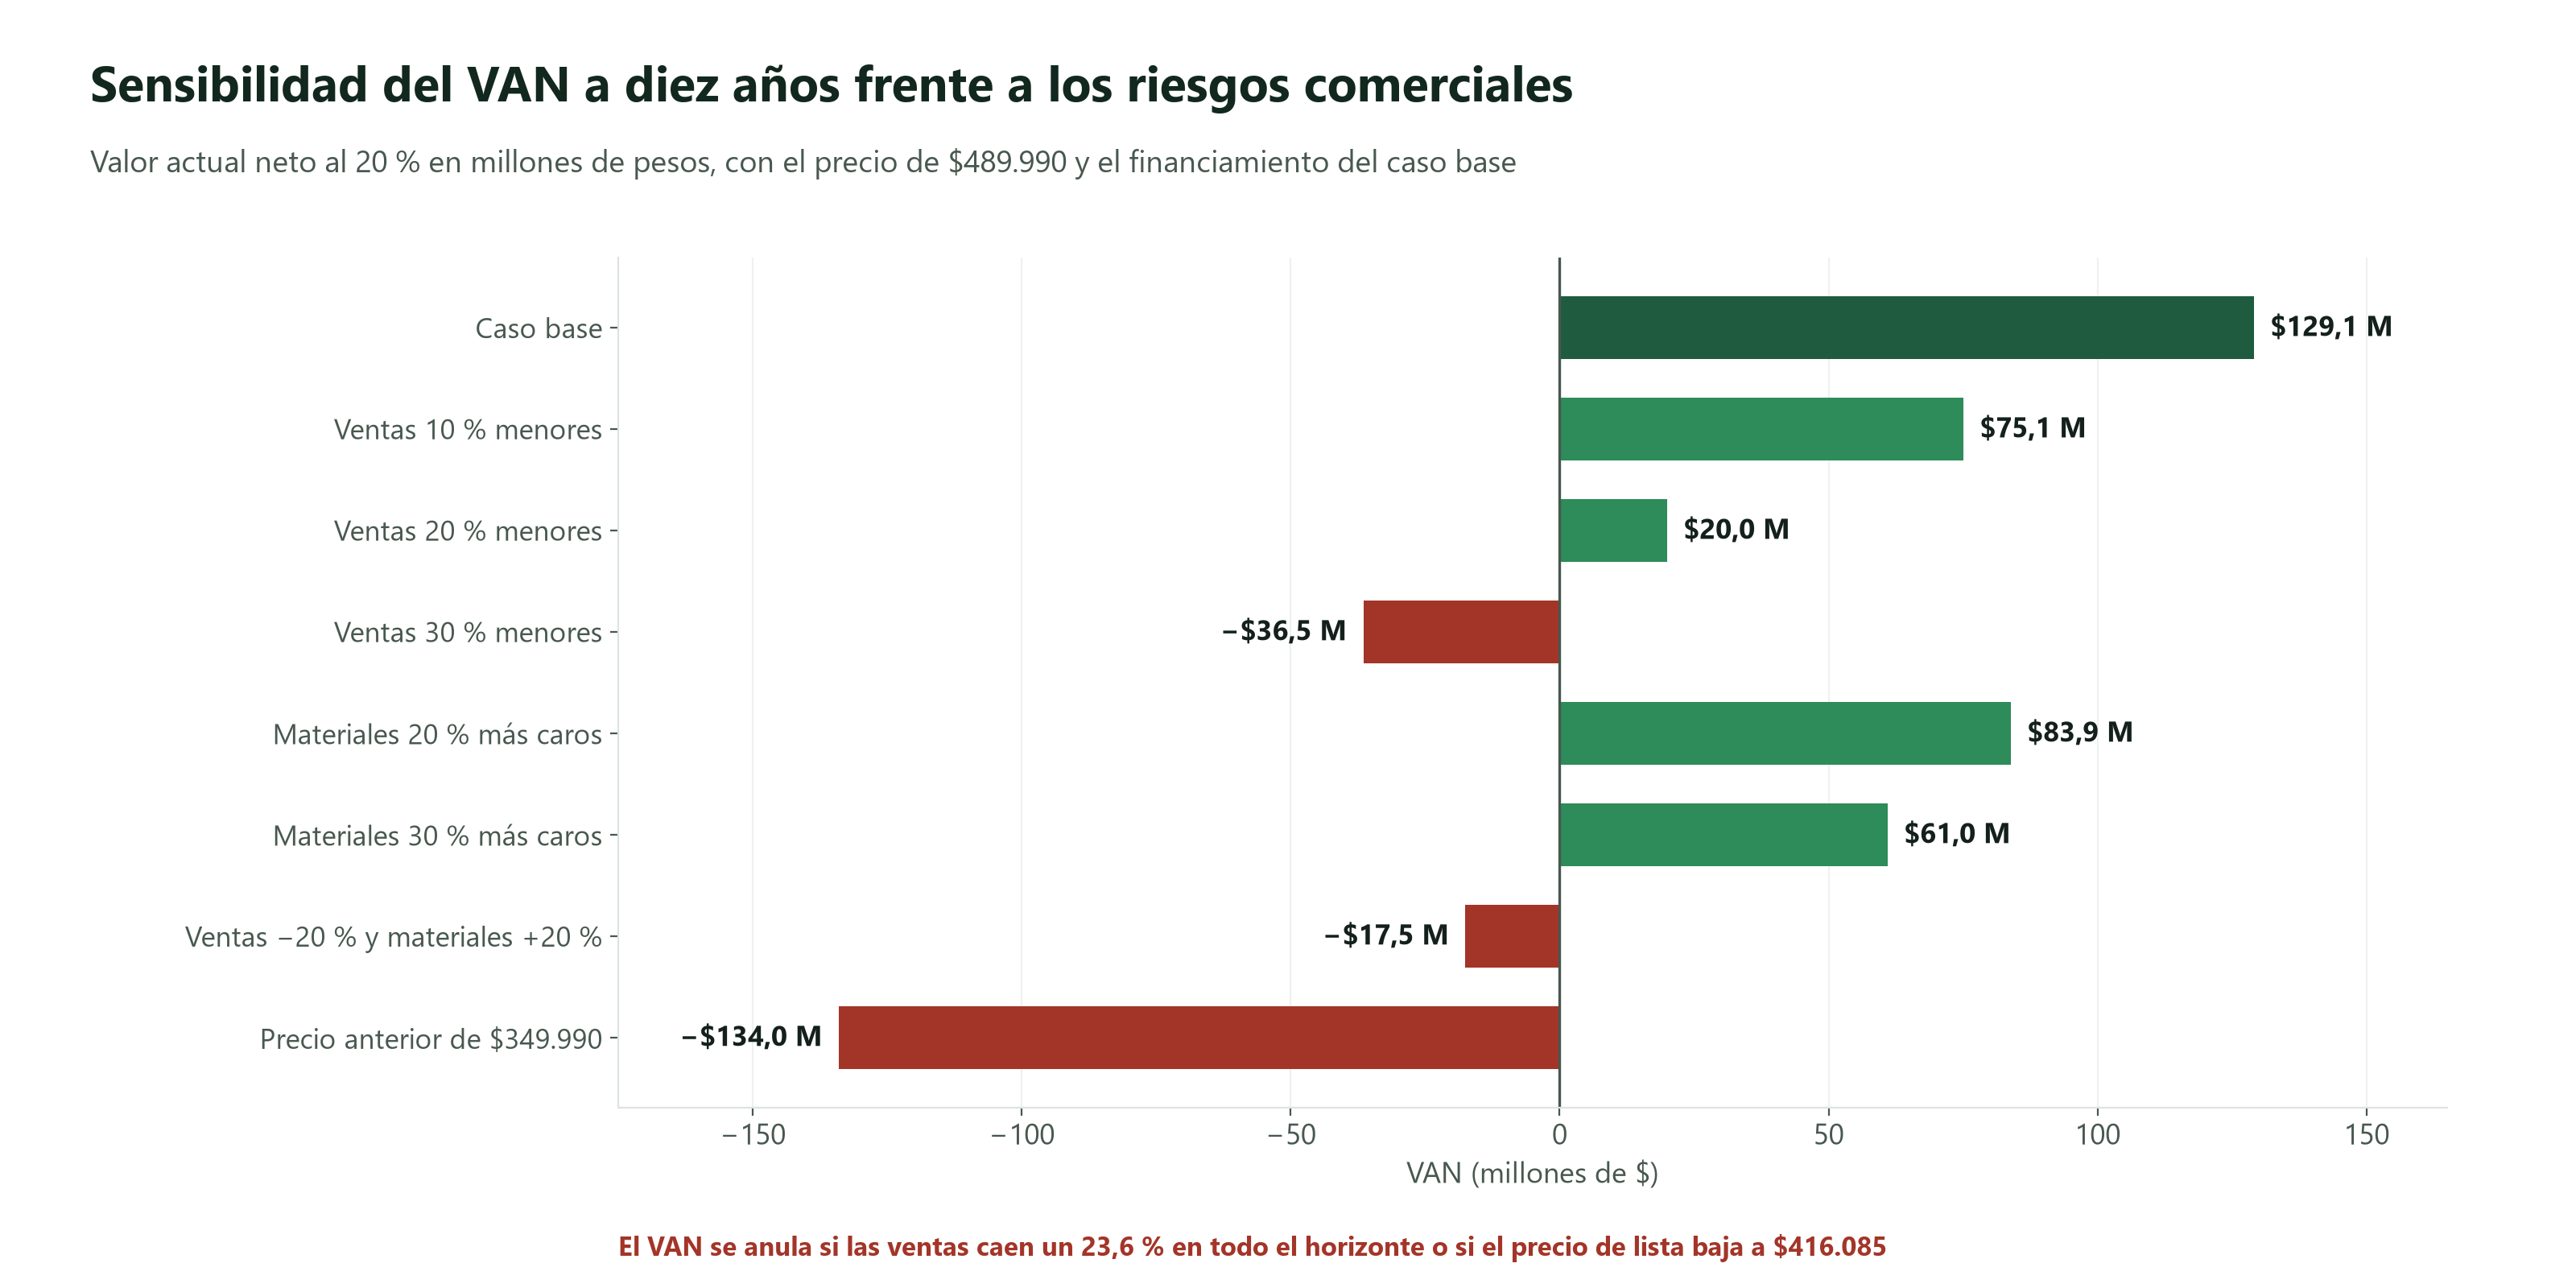 Sensibilidad del VAN a diez años frente a los riesgos comerciales
Valor actual neto al 20 % en millones de pesos, con el precio de $489.990 y el financiamiento del caso base
Caso base
$129,1 M
Ventas 10 % menores
$75,1 M
Ventas 20 % menores
$20,0 M
Ventas 30 % menores
−$36,5 M
Materiales 20 % más caros
$83,9 M
Materiales 30 % más caros
$61,0 M
Ventas −20 % y materiales +20 %
−$17,5 M
Precio anterior de $349.990
−$134,0 M
−150
−100
−50
0
50
100
150
VAN (millones de $)
El VAN se anula si las ventas caen un 23,6 % en todo el horizonte o si el precio de lista baja a $416.085